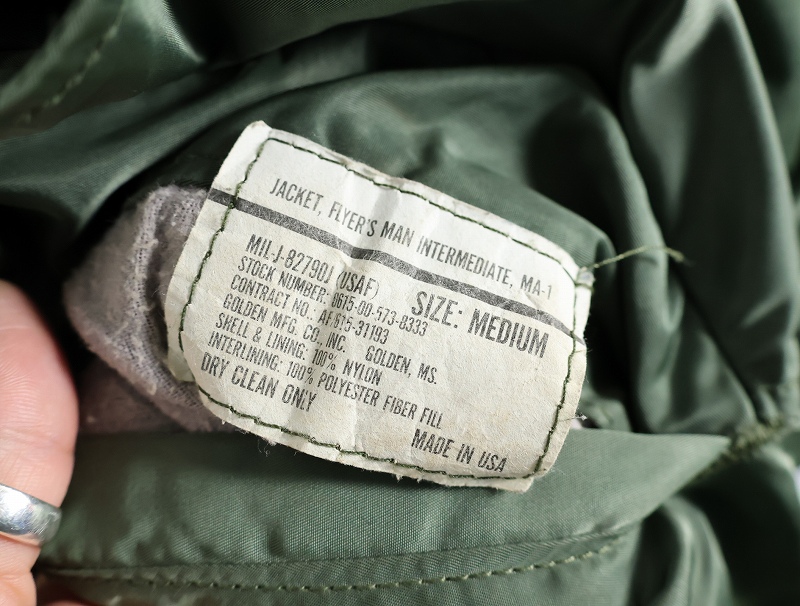 JACKET, FLYER'S MAN INTERMEDIATE, MA-1
MIL-J-82790J (USAF)
STOCK NUMBER: 0675-00-573-8333
SIZE: MEDIUM
CONTRACT NO.: AF 615-31193
GOLDEN MFG. CO. INC. GOLDEN, MS.
SHELL & LINING: 100% NYLON
INTERLINING: 100% POLYESTER FIBER FILL
DRY CLEAN ONLY
MADE IN USA